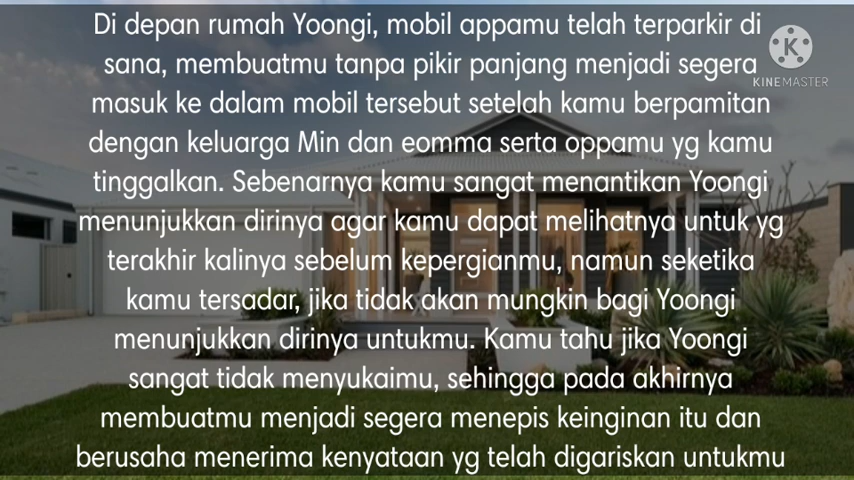 Di depan rumah Yoongi, mobil appamu telah terparkir di
sana, membuatmu tanpa pikir panjang menjadi segera
masuk ke dalam mobil tersebut setelah kamu berpamitan
dengan keluarga Min dan eomma serta oppamu yg kamu
tinggalkan. Sebenarnya kamu sangat menantikan Yoongi
menunjukkan dirinya agar kamu dapat melihatnya untuk yg
terakhir kalinya sebelum kepergianmu, namun seketika
kamu tersadar, jika tidak akan mungkin bagi Yoongi
menunjukkan dirinya untukmu. Kamu tahu jika Yoongi
sangat tidak menyukaimu, sehingga pada akhirnya
membuatmu menjadi segera menepis keinginan itu dan
berusaha menerima kenyataan yg telah digariskan untukmu
K
KINEMASTER